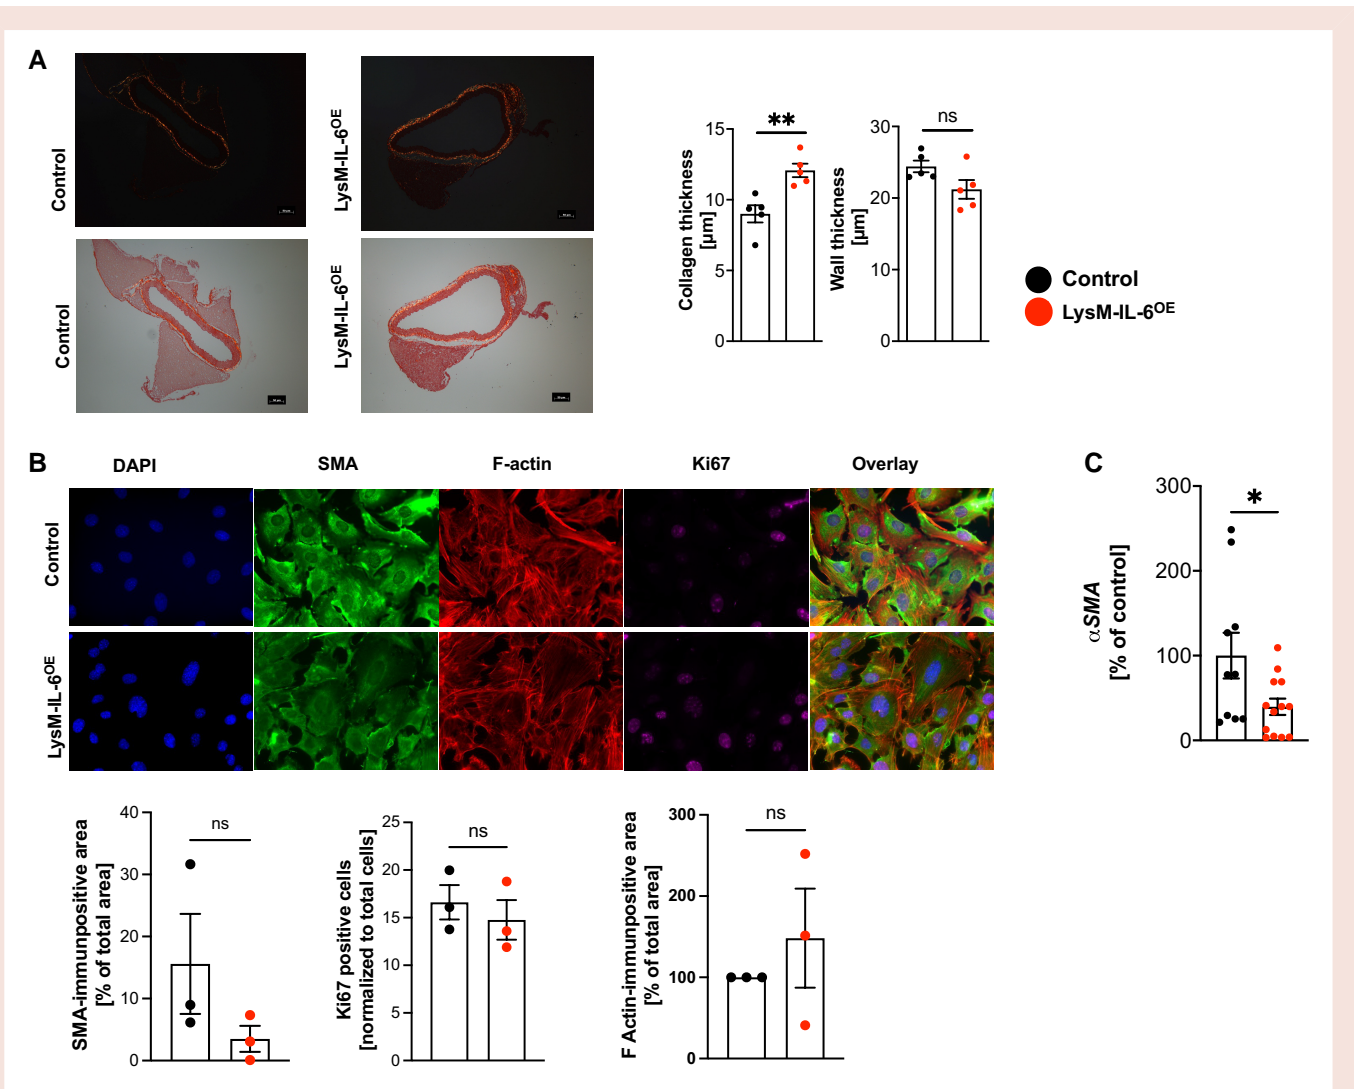 A
Control
LysM-IL-6OE
Control
LysM-IL-6OE
Collagen thickness
[µm]
15
10
5
0
**
Wall thickness
[µm]
30
20
10
0
ns
Control
LysM-IL-6OE
B
DAPI
SMA
F-actin
Ki67
Overlay
Control
LysM-IL-6OE
SMA-immunpositive area
[% of total area]
40
30
20
10
0
ns
Ki67 positive cells
[normalized to total cells]
25
20
15
10
5
0
ns
F Actin-immunpositive area
[% of total area]
300
200
100
0
ns
C
αSMA
[% of control]
300
200
100
0
*